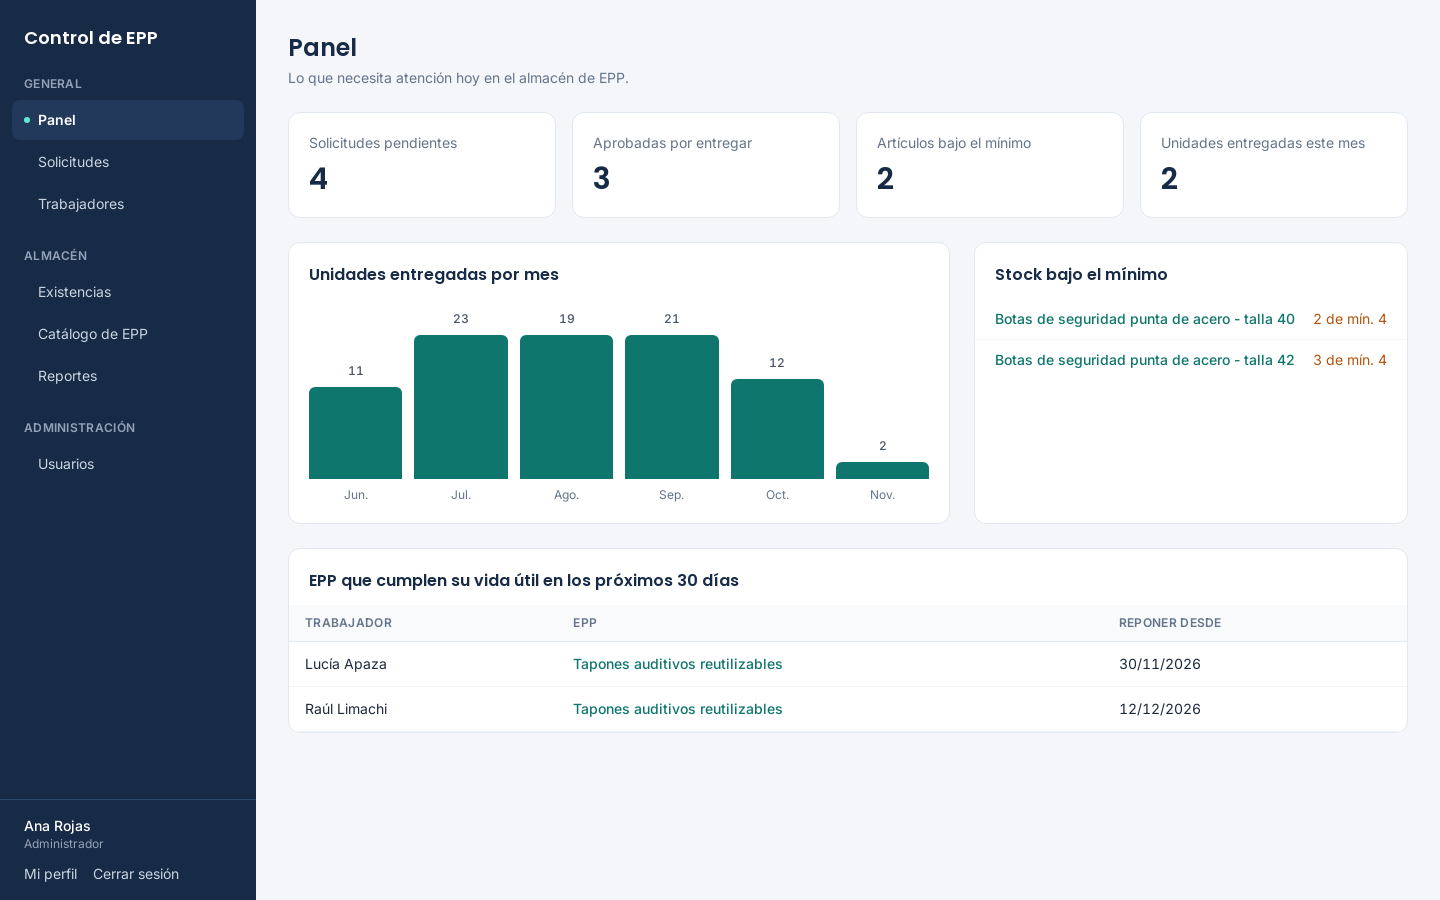 Control de EPP
GENERAL
Panel
Solicitudes
Trabajadores
ALMACÉN
Existencias
Catálogo de EPP
Reportes
ADMINISTRACIÓN
Usuarios
Ana Rojas
Administrador
Mi perfil Cerrar sesión
Panel
Lo que necesita atención hoy en el almacén de EPP.
Solicitudes pendientes
4
Aprobadas por entregar
3
Artículos bajo el mínimo
2
Unidades entregadas este mes
2
Unidades entregadas por mes
11 23 19 21 12 2
Jun. Jul. Ago. Sep. Oct. Nov.
Stock bajo el mínimo
Botas de seguridad punta de acero - talla 40 2 de mín. 4
Botas de seguridad punta de acero - talla 42 3 de mín. 4
EPP que cumplen su vida útil en los próximos 30 días
TRABAJADOR EPP REPONER DESDE
Lucía Apaza Tapones auditivos reutilizables 30/11/2026
Raúl Limachi Tapones auditivos reutilizables 12/12/2026